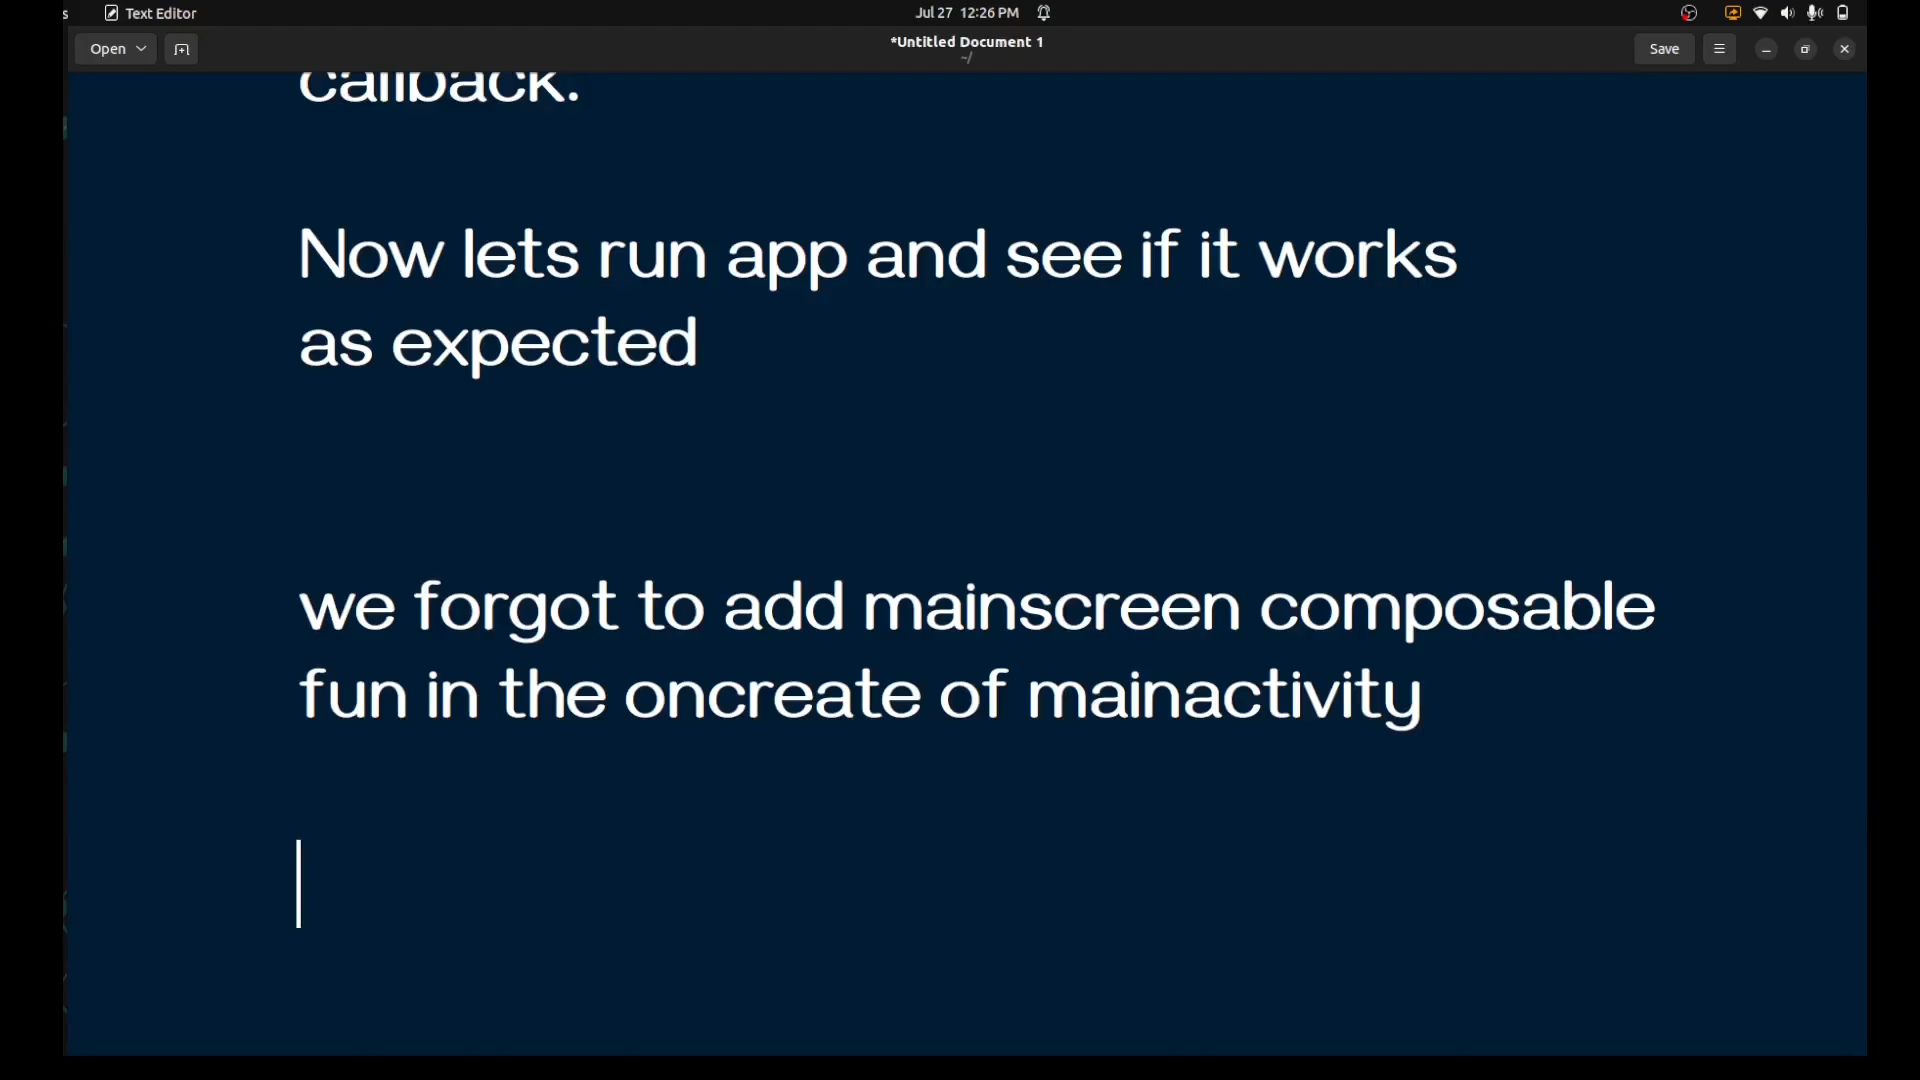 s Text Editor Jul 27 12:26 PM
Open *Untitled Document 1 Save
~/
callback.
Now lets run app and see if it works
as expected
we forgot to add mainscreen composable
fun in the oncreate of mainactivity